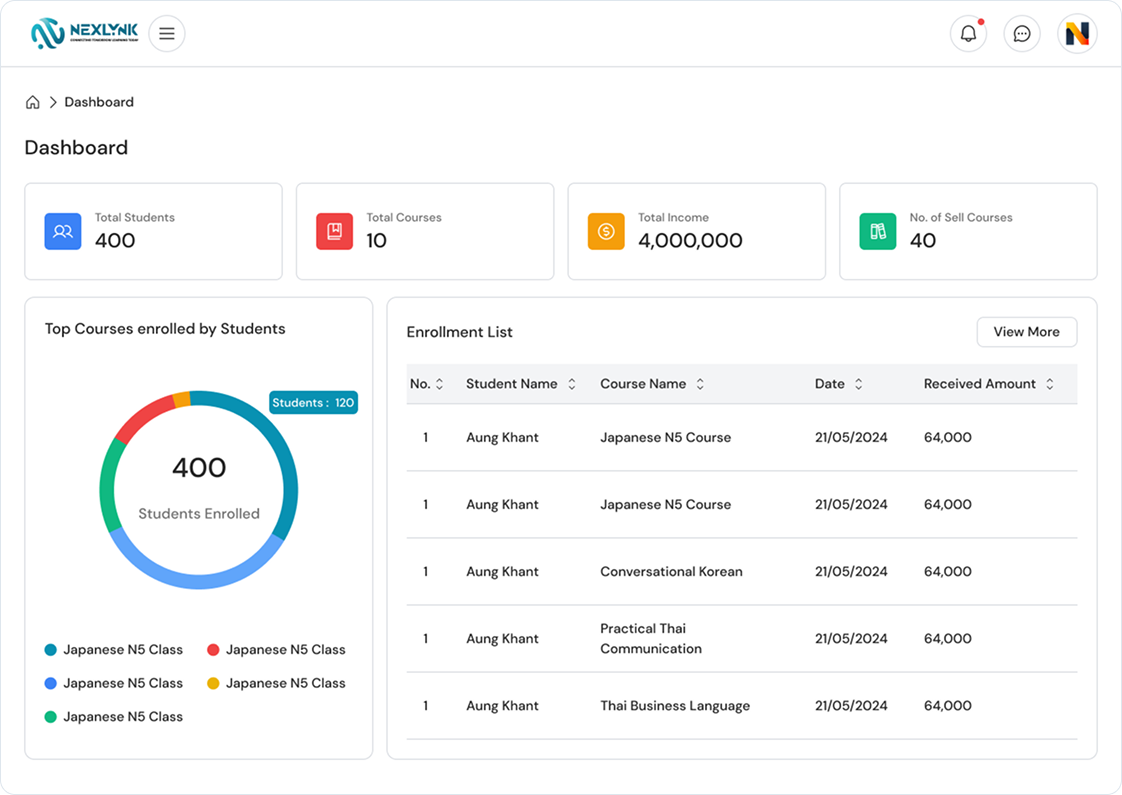 NEXLYNK
CONNECTING TOMORROW LEARNING TODAY
Dashboard
Dashboard
Total Students
400
Total Courses
10
Total Income
4,000,000
No. of Sell Courses
40
Top Courses enrolled by Students
Students : 120
400
Students Enrolled
Japanese N5 Class
Japanese N5 Class
Japanese N5 Class
Japanese N5 Class
Japanese N5 Class
Enrollment List
View More
No. Student Name Course Name Date Received Amount
1 Aung Khant Japanese N5 Course 21/05/2024 64,000
1 Aung Khant Japanese N5 Course 21/05/2024 64,000
1 Aung Khant Conversational Korean 21/05/2024 64,000
1 Aung Khant Practical Thai 21/05/2024 64,000
Communication
1 Aung Khant Thai Business Language 21/05/2024 64,000